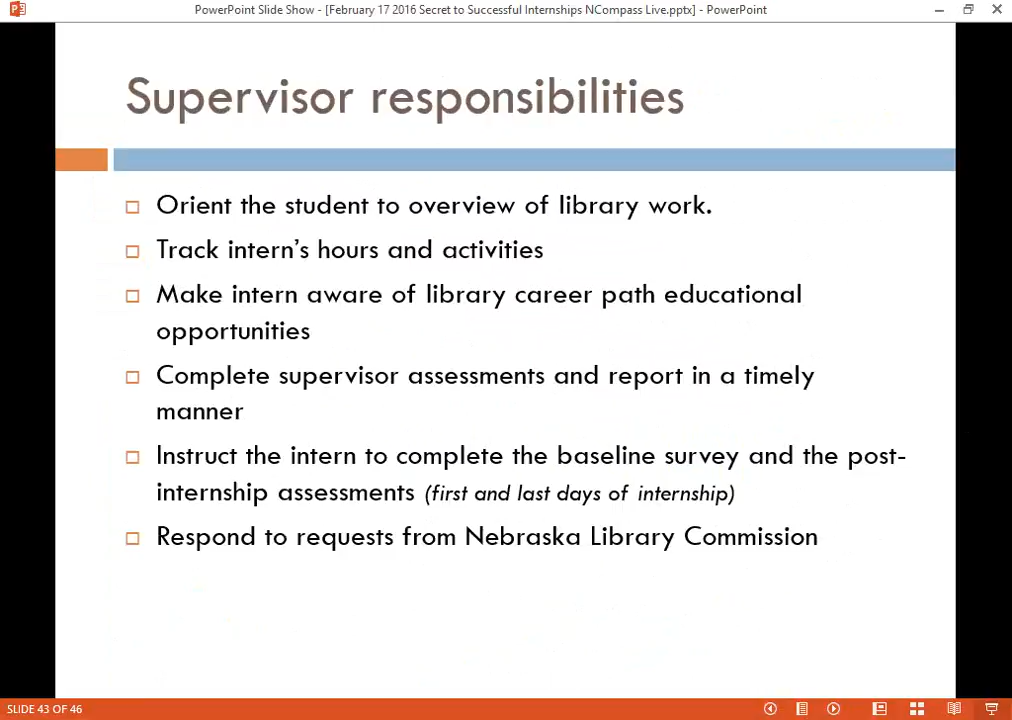 PowerPoint Slide Show - [February 17 2016 Secret to Successful Internships NCompass Live.pptx] - PowerPoint
Supervisor responsibilities
Orient the student to overview of library work.
Track intern's hours and activities
Make intern aware of library career path educational
opportunities
Complete supervisor assessments and report in a timely
manner
Instruct the intern to complete the baseline survey and the post-
internship assessments (first and last days of internship)
Respond to requests from Nebraska Library Commission
SLIDE 43 OF 46